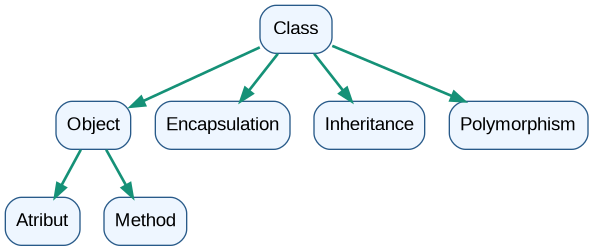 Class
Object
Encapsulation
Inheritance
Polymorphism
Atribut
Method